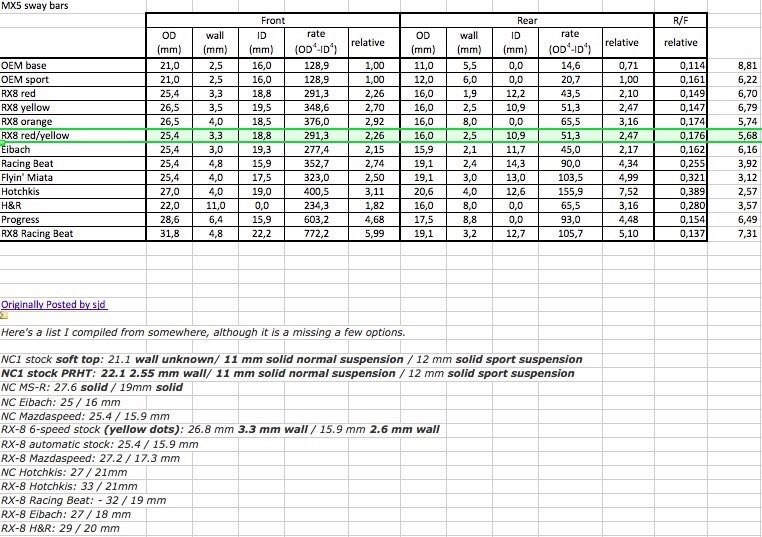 MX5 sway bars
Front Rear R/F
OD (mm) wall (mm) ID (mm) rate (OD⁴-ID⁴) relative OD (mm) wall (mm) ID (mm) rate (OD⁴-ID⁴) relative relative
OEM base 21,0 2,5 16,0 128,9 1,00 11,0 5,5 0,0 14,6 0,71 0,114 8,81
OEM sport 21,0 2,5 16,0 128,9 1,00 12,0 6,0 0,0 20,7 1,00 0,161 6,22
RX8 red 25,4 3,3 18,8 291,3 2,26 16,0 1,9 12,2 43,5 2,10 0,149 6,70
RX8 yellow 26,5 3,5 19,5 348,6 2,70 16,0 2,5 10,9 51,3 2,47 0,147 6,79
RX8 orange 26,5 4,0 18,5 376,0 2,92 16,0 8,0 0,0 65,5 3,16 0,174 5,74
RX8 red/yellow 25,4 3,3 18,8 291,3 2,26 16,0 2,5 10,9 51,3 2,47 0,176 5,68
Eibach 25,4 3,0 19,3 277,4 2,15 15,9 2,1 11,7 45,0 2,17 0,162 6,16
Racing Beat 25,4 4,8 15,9 352,7 2,74 19,1 2,4 14,3 90,0 4,34 0,255 3,92
Flyin' Miata 25,4 4,0 17,5 323,0 2,50 19,1 3,0 13,0 103,5 4,99 0,321 3,12
Hotchkis 27,0 4,0 19,0 400,5 3,11 20,6 4,0 12,6 155,9 7,52 0,389 2,57
H&R 22,0 11,0 0,0 234,3 1,82 16,0 8,0 0,0 65,5 3,16 0,280 3,57
Progress 28,6 6,4 15,9 603,2 4,68 17,5 8,8 0,0 93,0 4,48 0,154 6,49
RX8 Racing Beat 31,8 4,8 22,2 772,2 5,99 19,1 3,2 12,7 105,7 5,10 0,137 7,31
Originally Posted by sjd
Here's a list I compiled from somewhere, although it is a missing a few options.
NC1 stock soft top: 21.1 wall unknown/ 11 mm solid normal suspension / 12 mm solid sport suspension
NC1 stock PRHT: 22.1 2.55 mm wall/ 11 mm solid normal suspension / 12 mm solid sport suspension
NC MS-R: 27.6 solid / 19mm solid
NC Eibach: 25 / 16 mm
NC Mazdaspeed: 25.4 / 15.9 mm
RX-8 6-speed stock (yellow dots): 26.8 mm 3.3 mm wall / 15.9 mm 2.6 mm wall
RX-8 automatic stock: 25.4 / 15.9 mm
RX-8 Mazdaspeed: 27.2 / 17.3 mm
NC Hotchkis: 27 / 21mm
RX-8 Hotchkis: 33 / 21mm
RX-8 Racing Beat: - 32 / 19 mm
RX-8 Eibach: 27 / 18 mm
RX-8 H&R: 29 / 20 mm